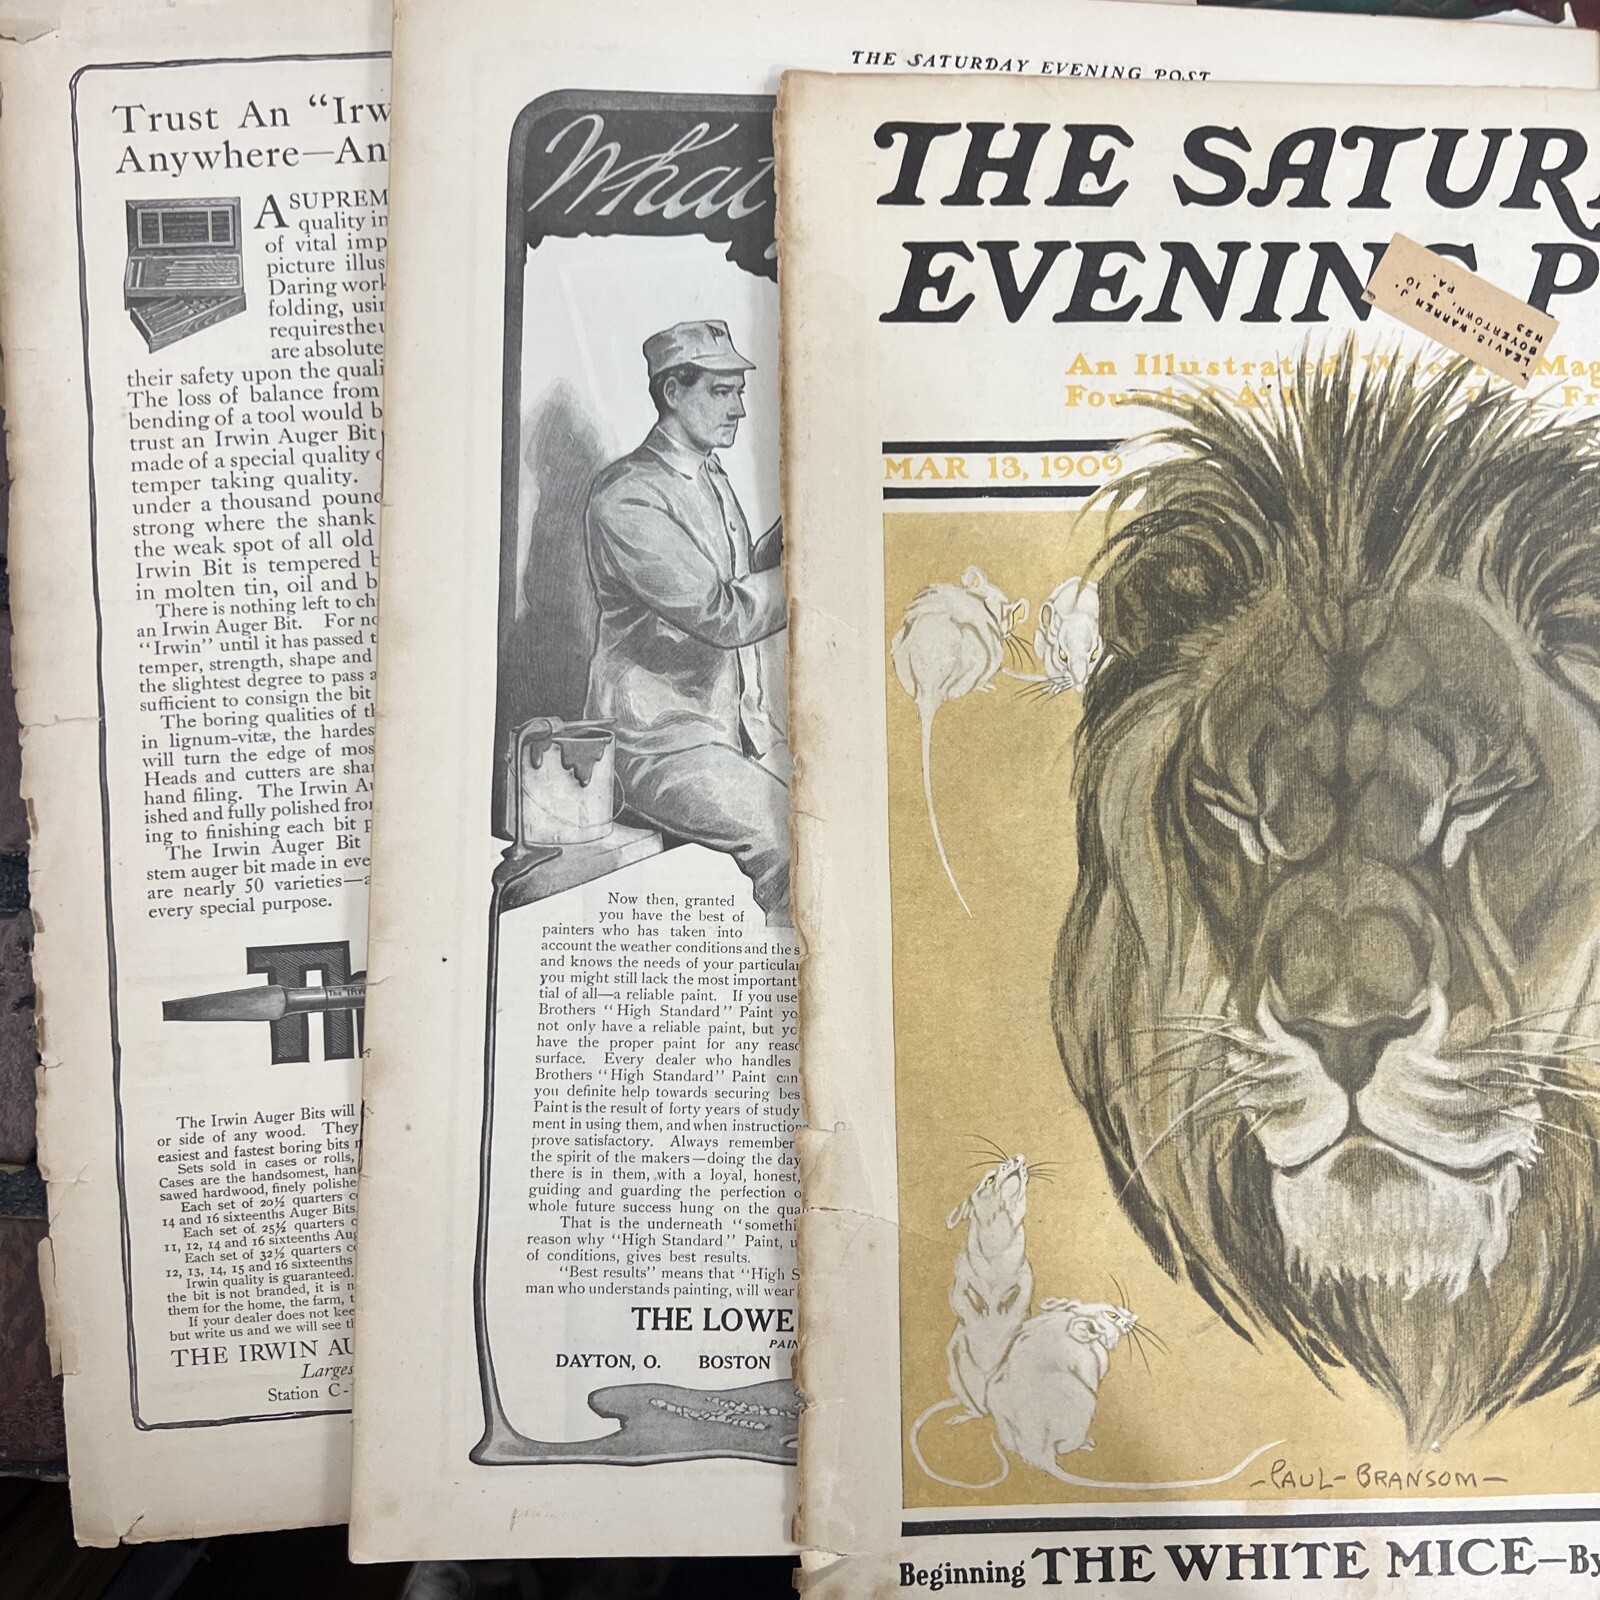 Trust An "Irw
Anywhere—An
A SUPREM
quality in
of vital imp
picture illus
Daring work
folding, usin
requires the u
are absolute
their safety upon the quali
The loss of balance from
bending of a tool would b
trust an Irwin Auger Bit
made of a special quality
temper taking quality.
under a thousand pound
strong where the shank
the weak spot of all old
Irwin Bit is tempered b
in molten tin, oil and b
There is nothing left to ch
an Irwin Auger Bit. For no
"Irwin" until it has passed t
temper, strength, shape and
the slightest degree to pass a
sufficient to consign the bit
The boring qualities of th
in lignum-vitæ, the hardes
will turn the edge of mos
Heads and cutters are shar
hand filing. The Irwin Au
ished and fully polished from
ing to finishing each bit p
The Irwin Auger Bit
stem auger bit made in eve
are nearly 50 varieties—a
every special purpose.
The IRW
The Irwin Auger Bits will
or side of any wood. They
easiest and fastest boring bits
Sets sold in cases or rolls,
Cases are the handsomest, han
sawed hardwood, finely polishe
Each set of 20½ quarters c
14 and 16 sixteenths Auger Bits.
Each set of 25½ quarters c
11, 12, 14 and 16 sixteenths Aug
Each set of 32½ quarters c
12, 13, 14, 15 and 16 sixteenths
Irwin quality is guaranteed.
the bit is not branded, it is n
them for the home, the farm, t
If your dealer does not kee
but write us and we will see th
THE IRWIN AU
Larges
Station C-
THE SATURDAY EVENING POST
What
Now then, granted
you have the best of
painters who has taken into
account the weather conditions and the s
and knows the needs of your particular
you might still lack the most important
tial of all—a reliable paint. If you use
Brothers "High Standard" Paint yo
not only have a reliable paint, but yo
have the proper paint for any reaso
surface. Every dealer who handles
Brothers "High Standard" Paint can
you definite help towards securing bes
Paint is the result of forty years of study
ment in using them, and when instruction
prove satisfactory. Always remember
the spirit of the makers—doing the day
there is in them, with a loyal, honest,
guiding and guarding the perfection o
whole future success hung on the qua
That is the underneath "somethi
reason why "High Standard" Paint, u
of conditions, gives best results.
"Best results" means that "High S
man who understands painting, will wear
THE LOWE
PAIN
DAYTON, O. BOSTON
THE SATUR
EVENING P
LEAVIS, WARREN J.
BOYERTOWN, PA.
An Illustrated Weekly Mag
Founded A° D
MAR 13, 1909
-PAUL-BRANSOM-
Beginning THE WHITE MICE—By